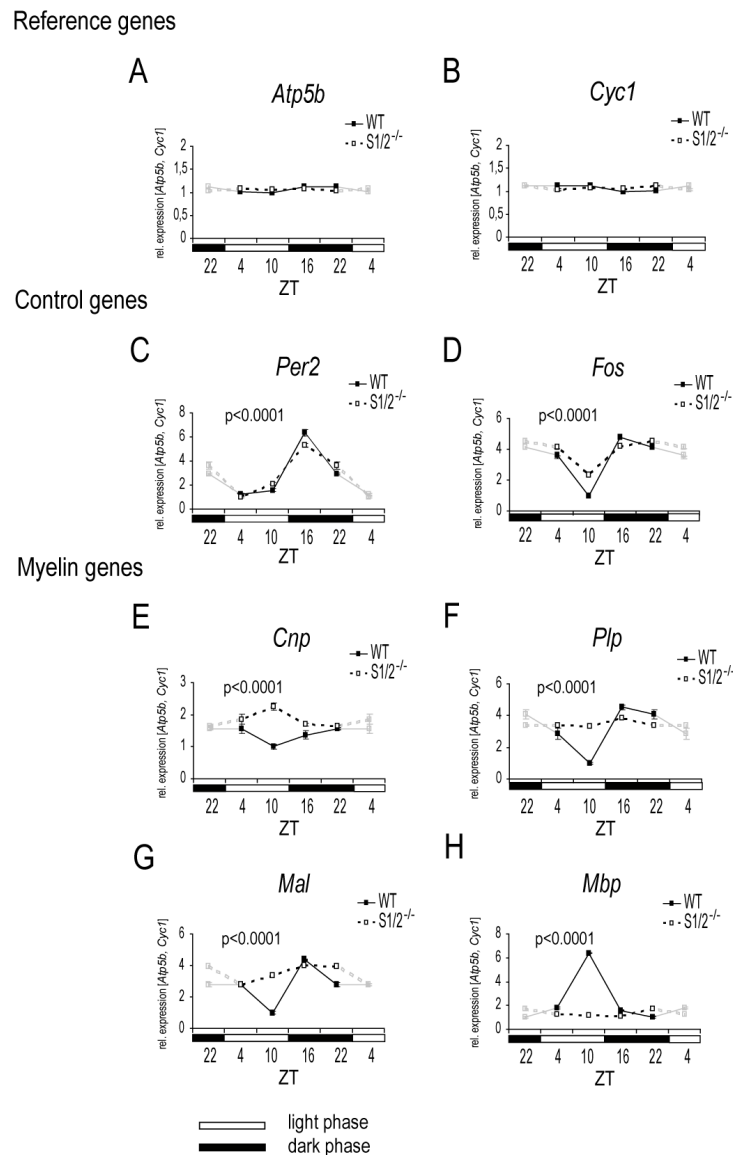 Reference genes
A
Atp5b
WT
S1/2-/-
rel. expression [Atp5b, Cyc1]
2
1,5
1
0,5
0
22 4 10 16 22 4
ZT
B
Cyc1
WT
S1/2-/-
rel. expression [Atp5b, Cyc1]
2
1,5
1
0,5
0
22 4 10 16 22 4
ZT
Control genes
C
Per2
WT
S1/2-/-
p<0.0001
rel. expression [Atp5b, Cyc1]
8
6
4
2
0
22 4 10 16 22 4
ZT
D
Fos
WT
S1/2-/-
p<0.0001
rel. expression [Atp5b, Cyc1]
6
4
2
0
22 4 10 16 22 4
ZT
Myelin genes
E
Cnp
WT
S1/2-/-
p<0.0001
rel. expression [Atp5b, Cyc1]
3
2
1
0
22 4 10 16 22 4
ZT
F
Plp
WT
S1/2-/-
p<0.0001
rel. expression [Atp5b, Cyc1]
6
4
2
0
22 4 10 16 22 4
ZT
G
Mal
WT
S1/2-/-
p<0.0001
rel. expression [Atp5b, Cyc1]
6
4
2
0
22 4 10 16 22 4
ZT
H
Mbp
WT
S1/2-/-
p<0.0001
rel. expression [Atp5b, Cyc1]
8
6
4
2
0
22 4 10 16 22 4
ZT
light phase
dark phase